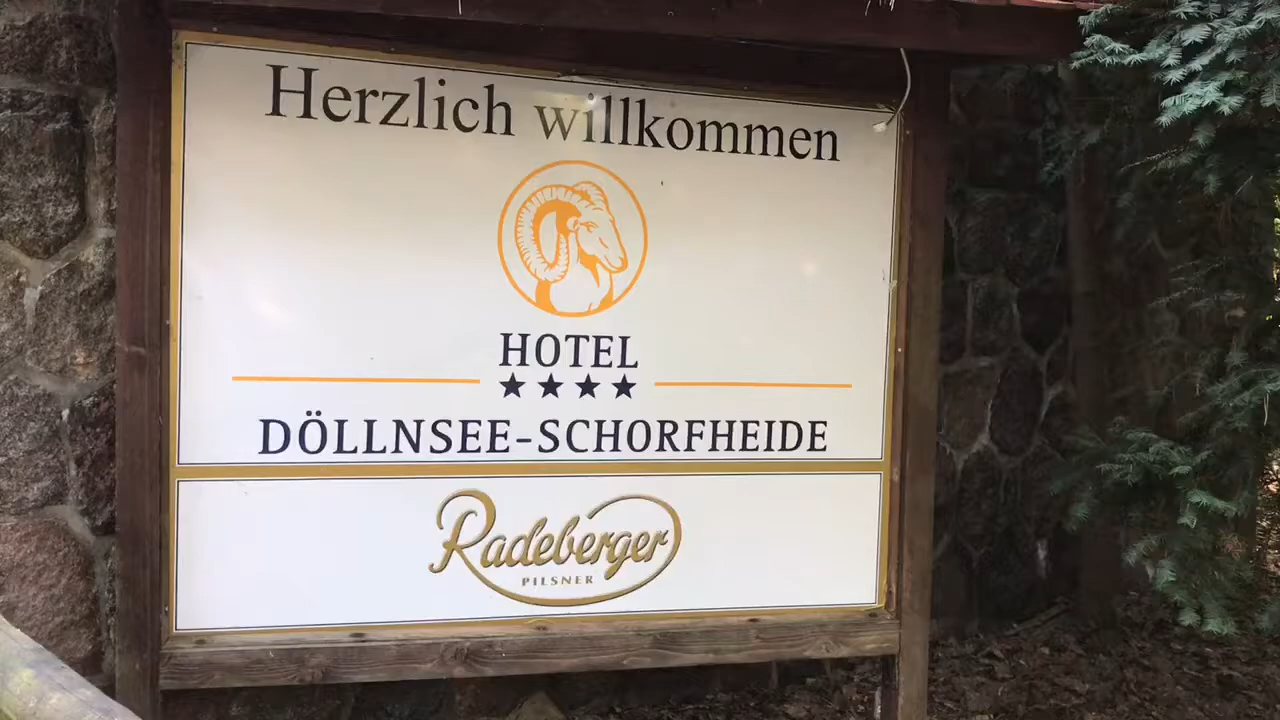 Herzlich willkommen
HOTEL
★★★★
DÖLLNSEE-SCHORFHEIDE
Radeberger
PILSNER